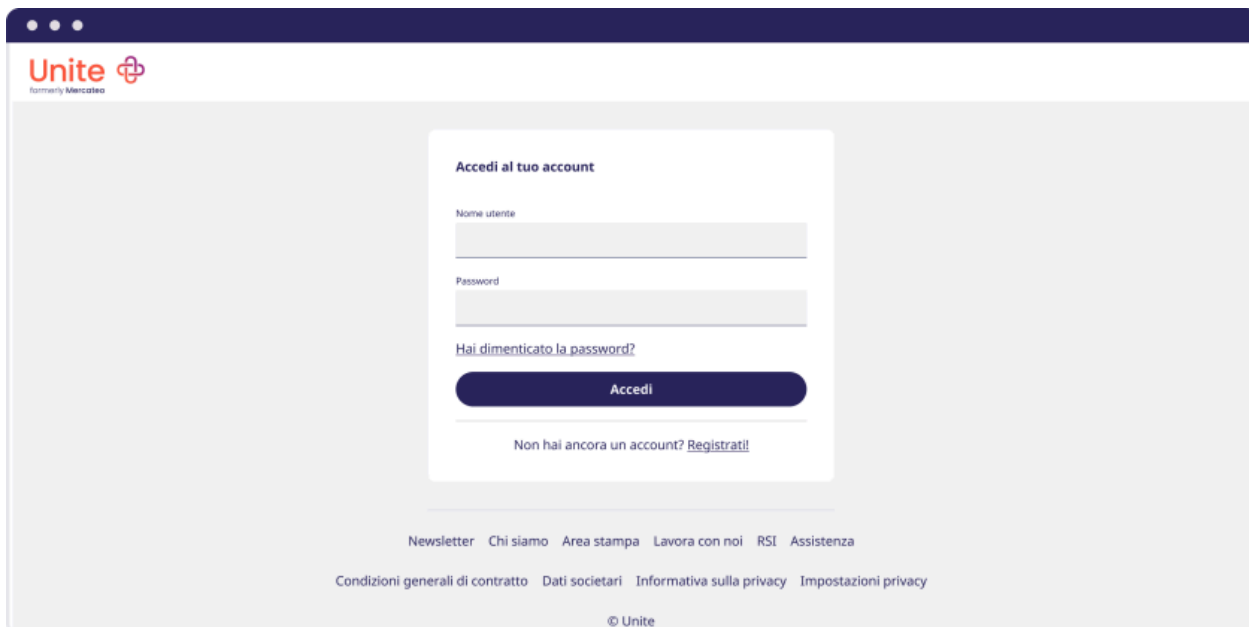 Unite
formerly Mercateo
Accedi al tuo account
Nome utente
Password
Hai dimenticato la password?
Accedi
Non hai ancora un account? Registrati!
Newsletter Chi siamo Area stampa Lavora con noi RSI Assistenza
Condizioni generali di contratto Dati societari Informativa sulla privacy Impostazioni privacy
© Unite